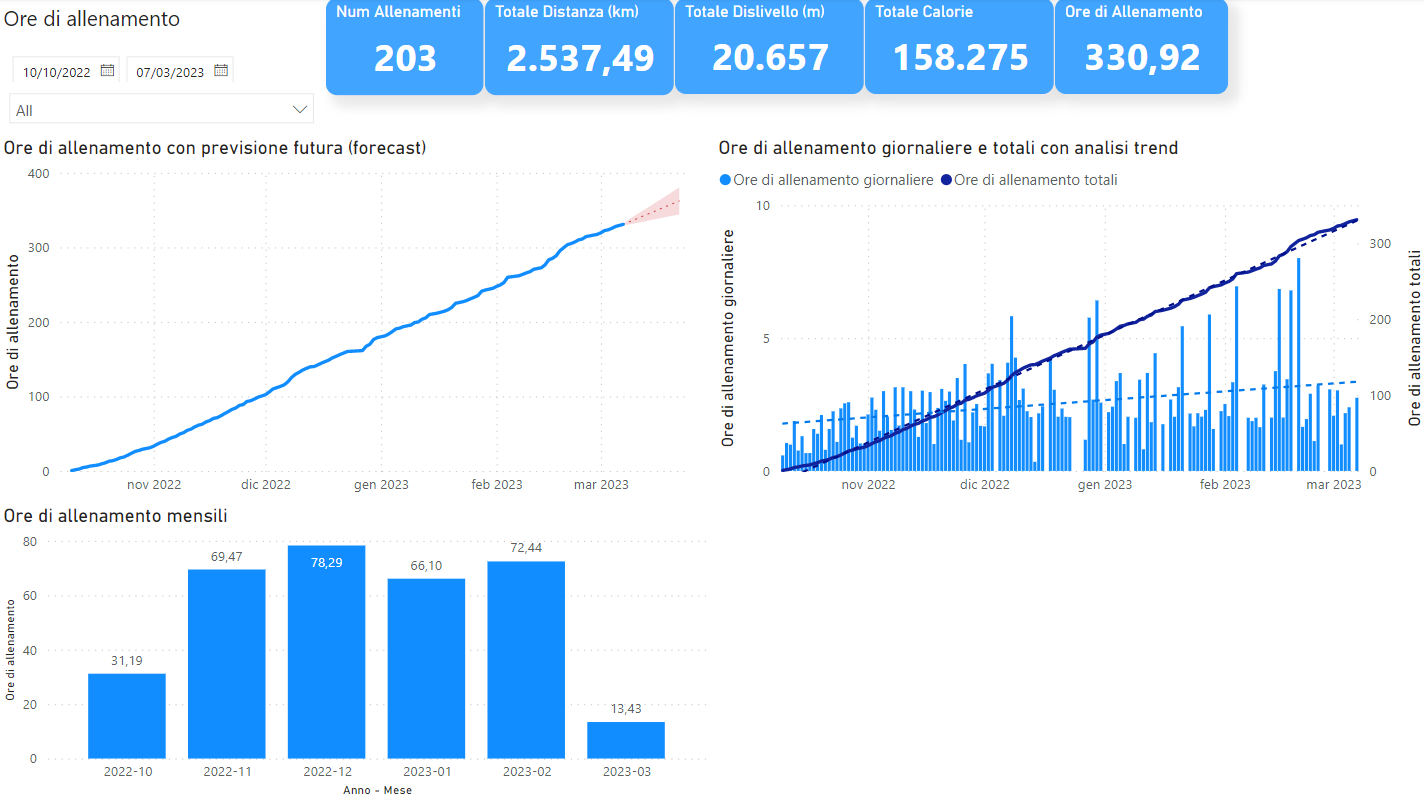 Ore di allenamento
10/10/2022 07/03/2023
All
Num Allenamenti
203
Totale Distanza (km)
2.537,49
Totale Dislivello (m)
20.657
Totale Calorie
158.275
Ore di Allenamento
330,92
Ore di allenamento con previsione futura (forecast)
Ore di allenamento
400
300
200
100
0
nov 2022 dic 2022 gen 2023 feb 2023 mar 2023
Ore di allenamento giornaliere e totali con analisi trend
Ore di allenamento giornaliere Ore di allenamento totali
Ore di allenamento giornaliere
10
5
0
300
200
100
0
Ore di allenamento totali
nov 2022 dic 2022 gen 2023 feb 2023 mar 2023
Ore di allenamento mensili
Ore di allenamento
80
60
40
20
0
31,19 69,47 78,29 66,10 72,44 13,43
2022-10 2022-11 2022-12 2023-01 2023-02 2023-03
Anno - Mese